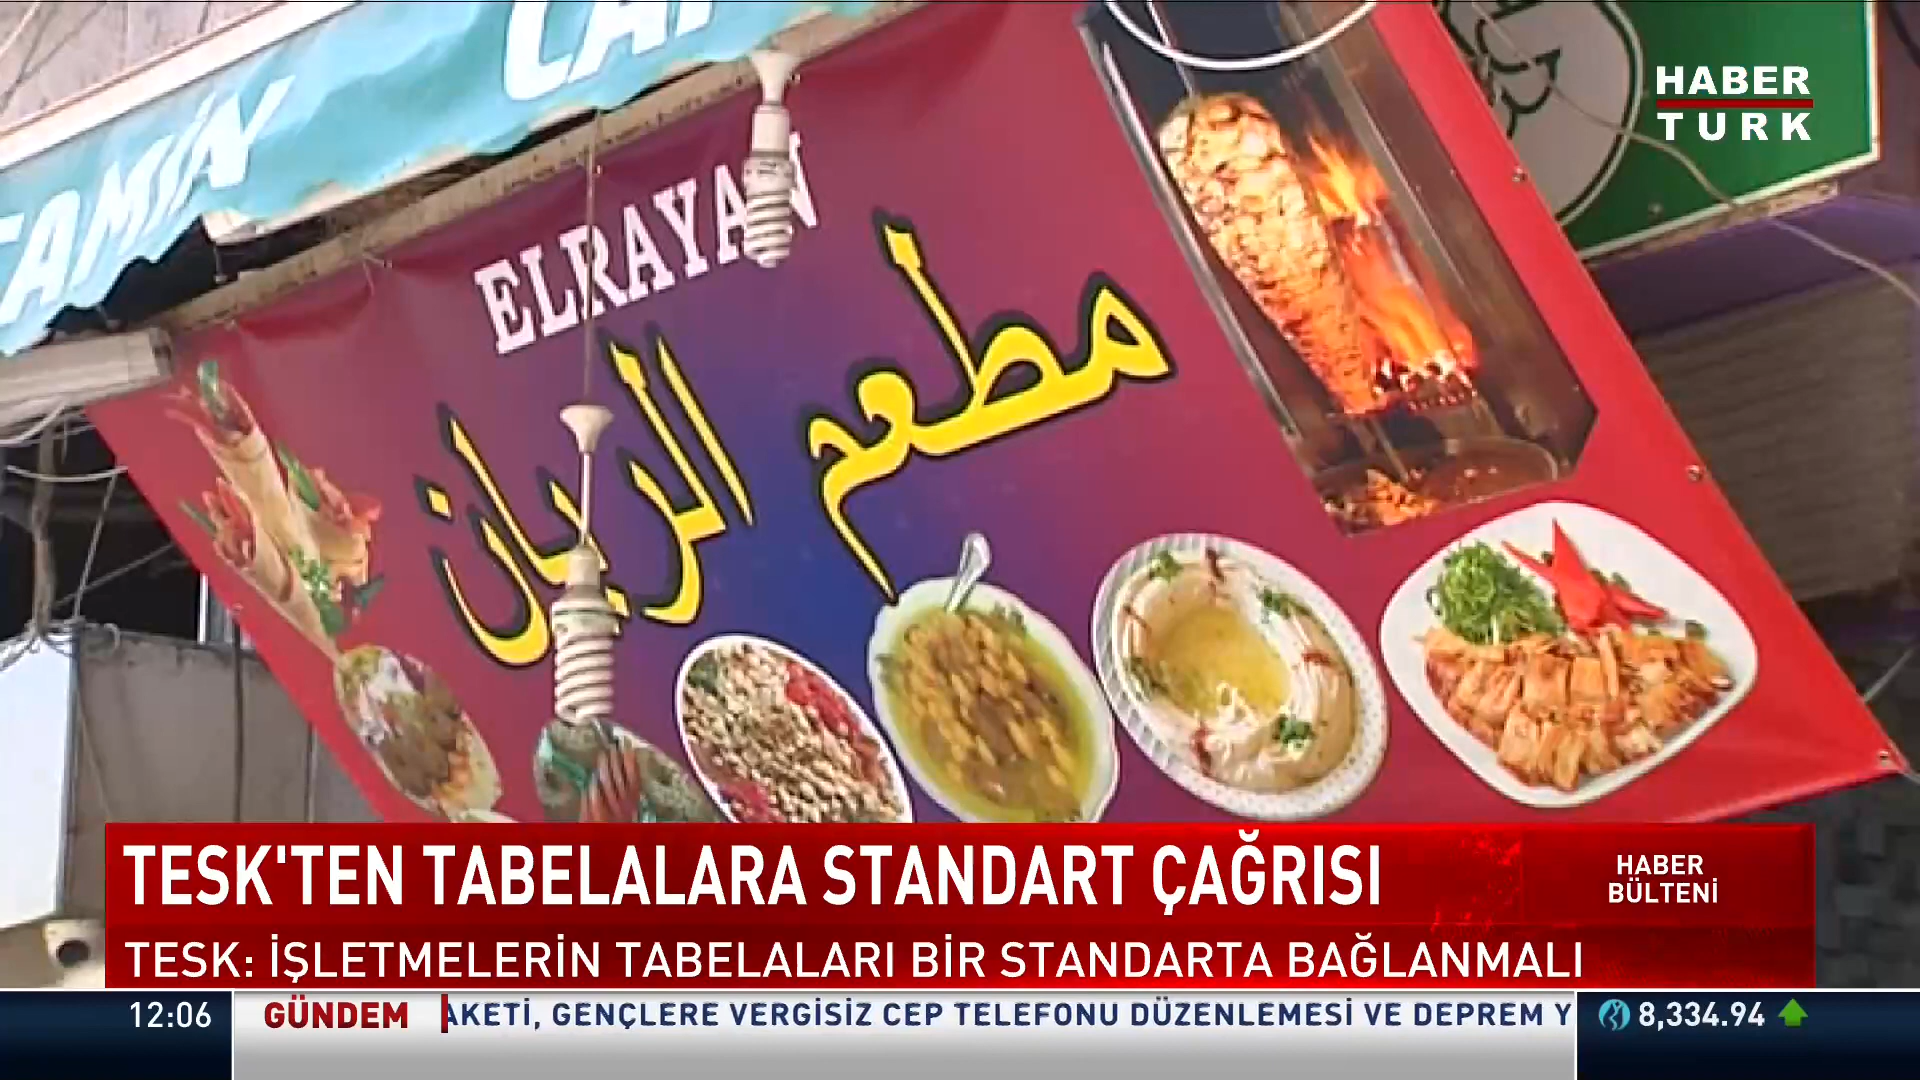 CAMİN
HABER
TURK
ELRAYAN
مطعم الريان
TESK'TEN TABELALARA STANDART ÇAĞRISI
HABER
BÜLTENİ
TESK: İŞLETMELERİN TABELALARI BİR STANDARTA BAĞLANMALI
12:06
GÜNDEM
AKETİ, GENÇLERE VERGİSİZ CEP TELEFONU DÜZENLEMESİ VE DEPREM Y
8,334.94